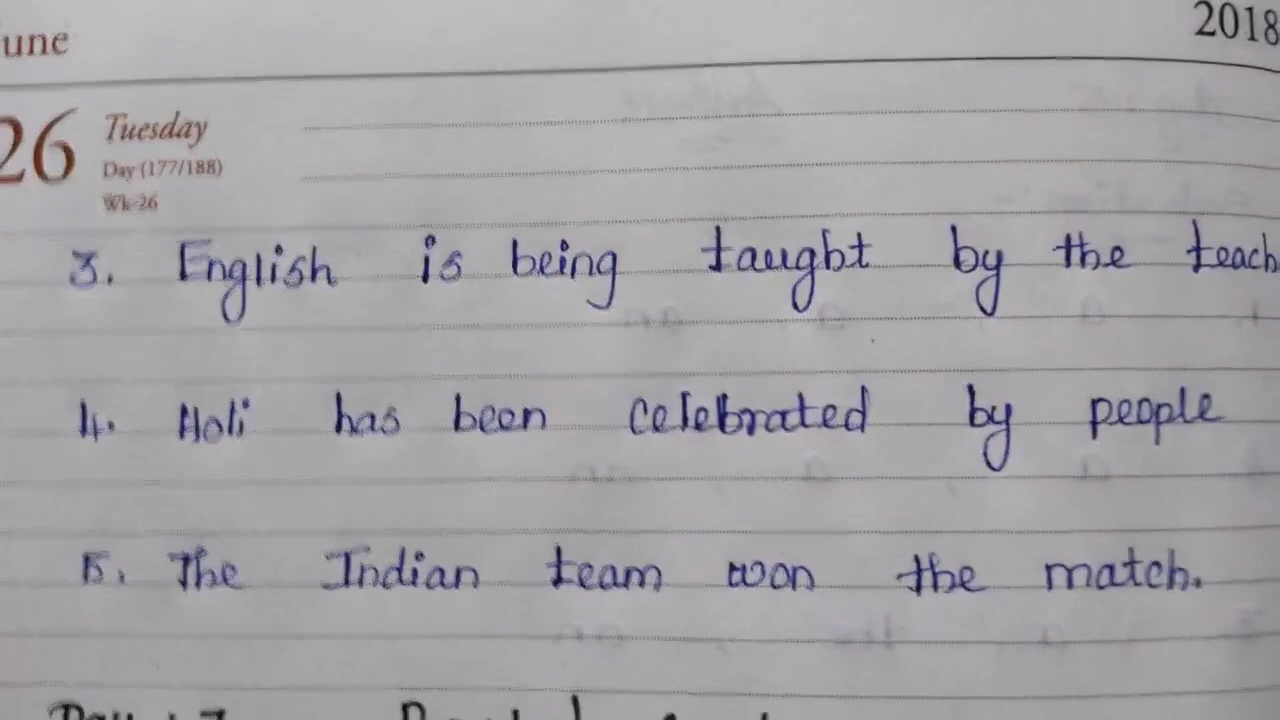 une 2018
26 Tuesday
Day (177/188)
Wk-26
3. English is being taught by the teach
4. Holi has been celebrated by people
5. The Indian team won the match.